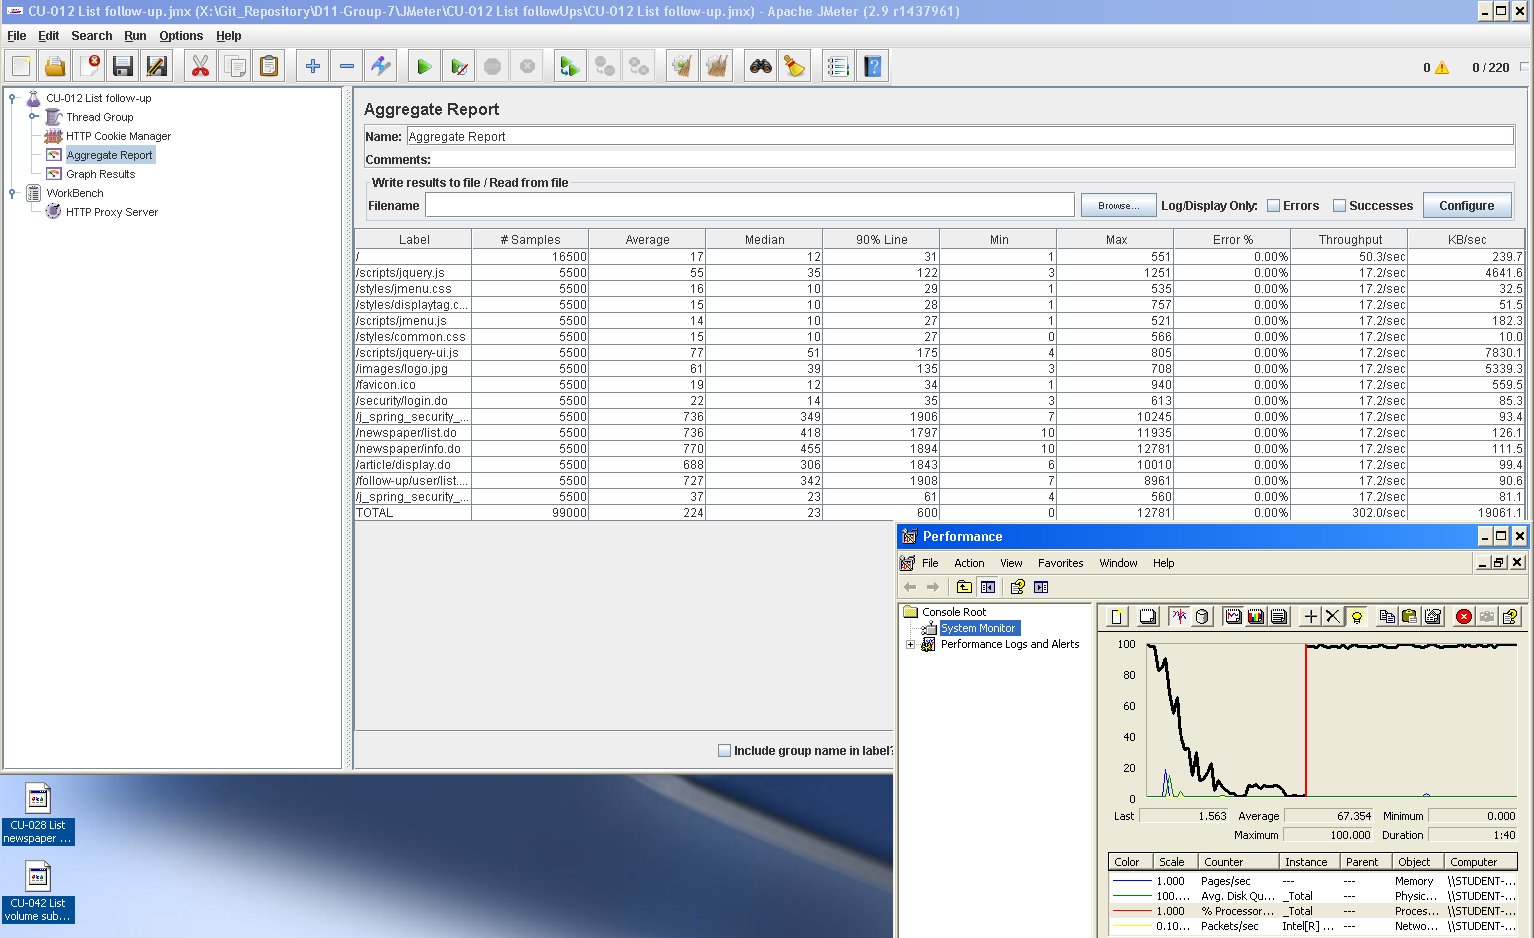 CU-012 List follow-up.jmx (X:\Git_Repository\D11-Group-7\JMeter\CU-012 List followUps\CU-012 List follow-up.jmx) - Apache JMeter (2.9 r1437961)
File Edit Search Run Options Help
0 0 / 220
CU-012 List follow-up
Thread Group
HTTP Cookie Manager
Aggregate Report
Graph Results
WorkBench
HTTP Proxy Server
Aggregate Report
Name: Aggregate Report
Comments:
Write results to file / Read from file
Filename Browse... Log/Display Only: Errors Successes Configure
Label # Samples Average Median 90% Line Min Max Error % Throughput KB/sec
/ 16500 17 12 31 1 551 0.00% 50.3/sec 239.7
/scripts/jquery.js 5500 55 35 122 3 1251 0.00% 17.2/sec 4641.6
/styles/jmenu.css 5500 16 10 29 1 535 0.00% 17.2/sec 32.5
/styles/displaytag.c... 5500 15 10 28 1 757 0.00% 17.2/sec 51.5
/scripts/jmenu.js 5500 14 10 27 1 521 0.00% 17.2/sec 182.3
/styles/common.css 5500 15 10 27 0 566 0.00% 17.2/sec 10.0
/scripts/jquery-ui.js 5500 77 51 175 4 805 0.00% 17.2/sec 7830.1
/images/logo.jpg 5500 61 39 135 3 708 0.00% 17.2/sec 5339.3
/favicon.ico 5500 19 12 34 1 940 0.00% 17.2/sec 559.5
/security/login.do 5500 22 14 35 3 613 0.00% 17.2/sec 85.3
/j_spring_security_... 5500 736 349 1906 7 10245 0.00% 17.2/sec 93.4
/newspaper/list.do 5500 736 418 1797 10 11935 0.00% 17.2/sec 126.1
/newspaper/info.do 5500 770 455 1894 10 12781 0.00% 17.2/sec 111.5
/article/display.do 5500 688 306 1843 6 10010 0.00% 17.2/sec 99.4
/follow-up/user/list.... 5500 727 342 1908 7 8961 0.00% 17.2/sec 90.6
/j_spring_security_... 5500 37 23 61 4 560 0.00% 17.2/sec 81.1
TOTAL 99000 224 23 600 0 12781 0.00% 302.0/sec 19061.1
Include group name in label?
CU-028 List
newspaper ...
CU-042 List
volume sub...
Performance
File Action View Favorites Window Help
Console Root
System Monitor
Performance Logs and Alerts
100
80
60
40
20
0
Last 1.563 Average 67.354 Minimum 0.000
Maximum 100.000 Duration 1:40
Color Scale Counter Instance Parent Object Computer
1.000 Pages/sec --- --- Memory \\STUDENT-...
100.... Avg. Disk Qu... _Total --- Physic... \\STUDENT-...
1.000 % Processor... _Total --- Proces... \\STUDENT-...
0.10... Packets/sec Intel[R] ... --- Netwo... \\STUDENT-...